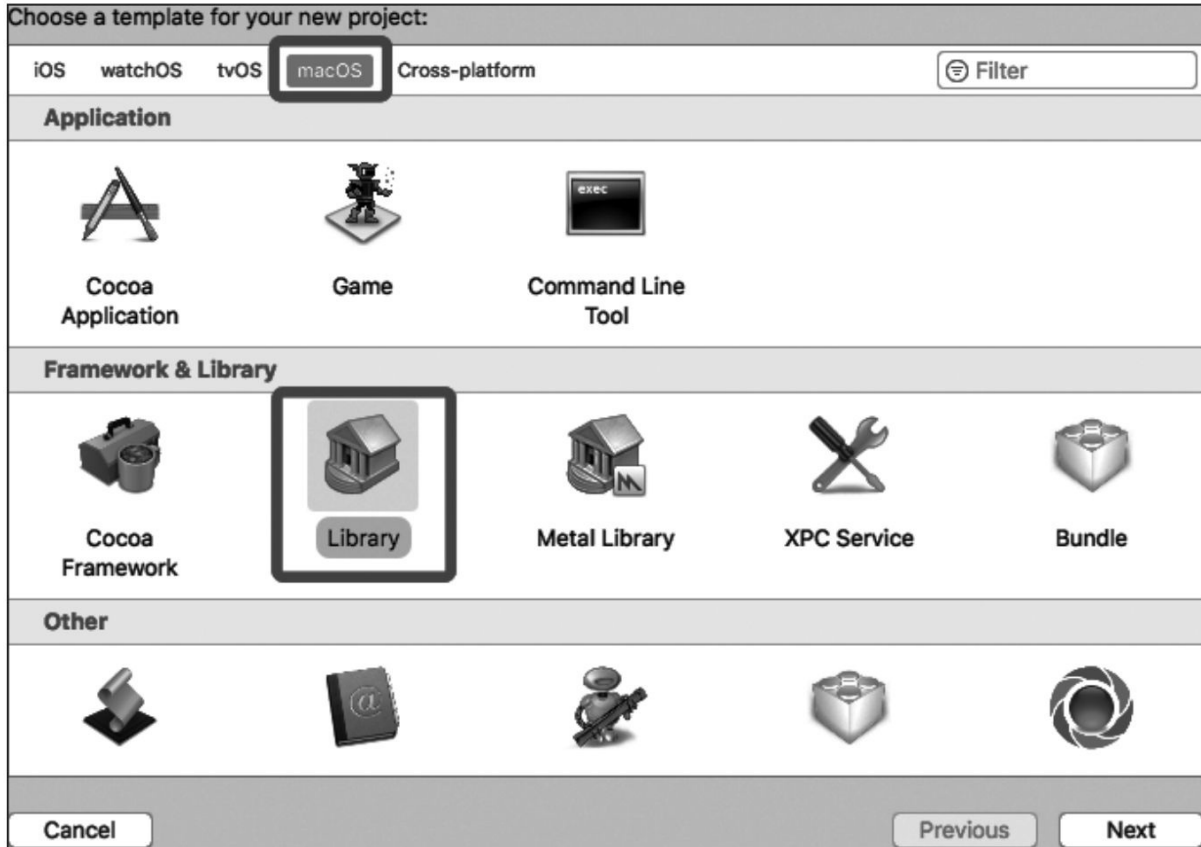 Choose a template for your new project:
iOS watchOS tvOS macOS Cross-platform Filter
Application
exec
Cocoa
Application
Game
Command Line
Tool
Framework & Library
Cocoa
Framework
Library
Metal Library
XPC Service
Bundle
Other
@
Cancel Previous Next